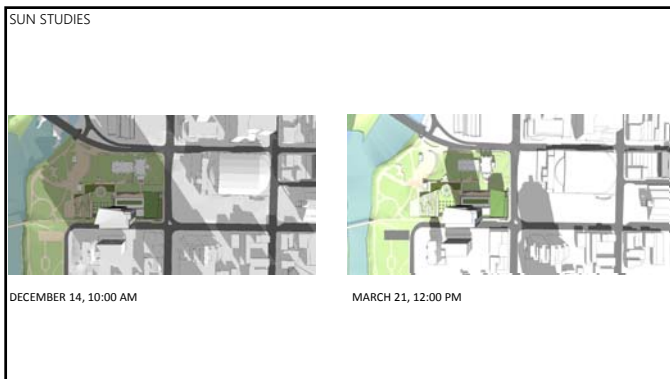 SUN STUDIES
DECEMBER 14, 10:00 AM
MARCH 21, 12:00 PM